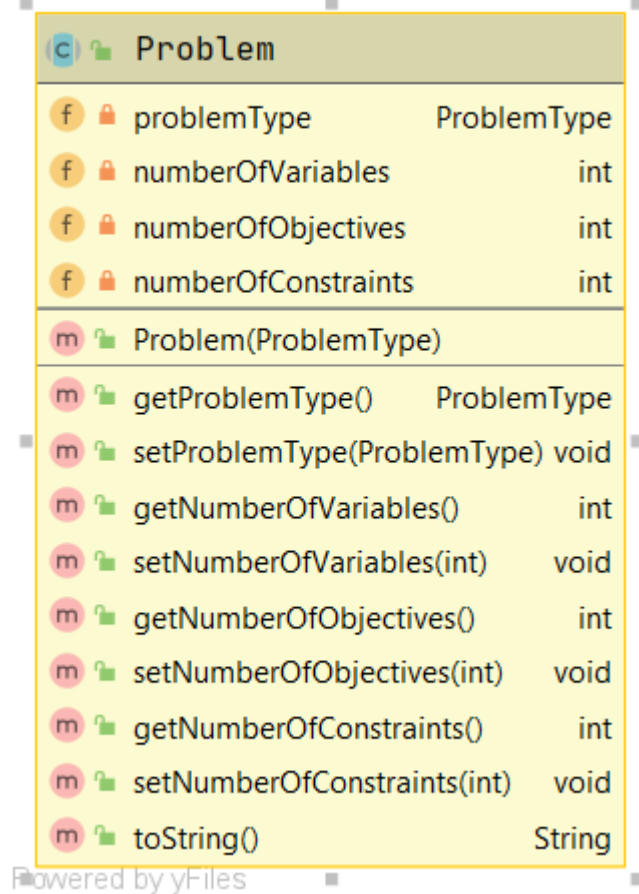 C Problem
f problemType ProblemType
f numberOfVariables int
f numberOfObjectives int
f numberOfConstraints int
m Problem(ProblemType)
m getProblemType() ProblemType
m setProblemType(ProblemType) void
m getNumberOfVariables() int
m setNumberOfVariables(int) void
m getNumberOfObjectives() int
m setNumberOfObjectives(int) void
m getNumberOfConstraints() int
m setNumberOfConstraints(int) void
m toString() String
Powered by yFiles